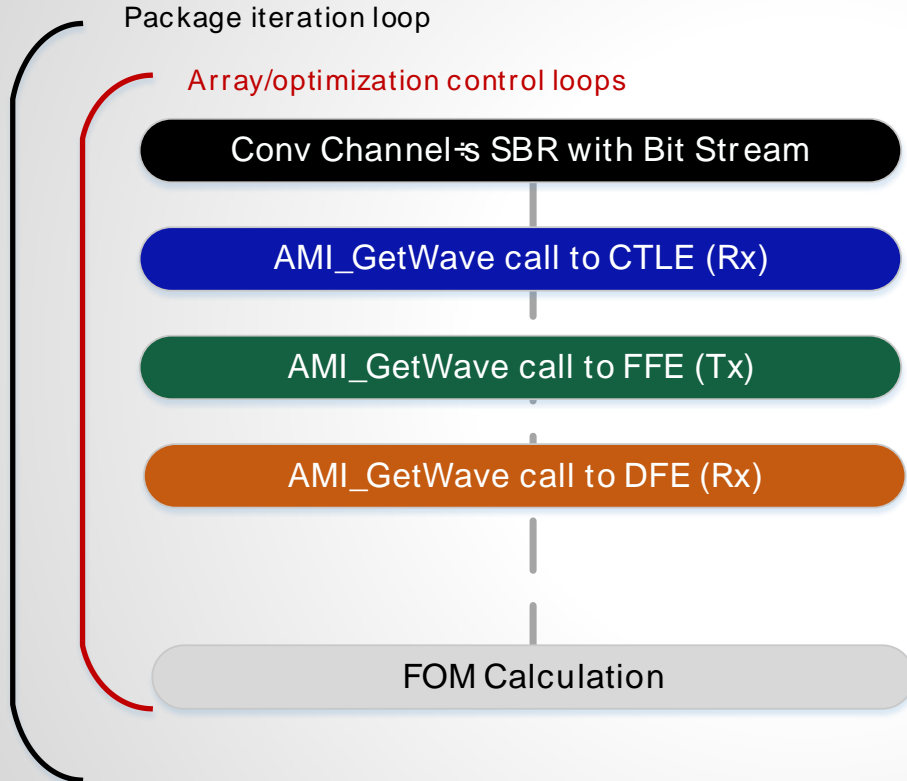 Package iteration loop
Array/optimization control loops
Conv Channel÷s SBR with Bit Stream
AMI_GetWave call to CTLE (Rx)
AMI_GetWave call to FFE (Tx)
AMI_GetWave call to DFE (Rx)
FOM Calculation